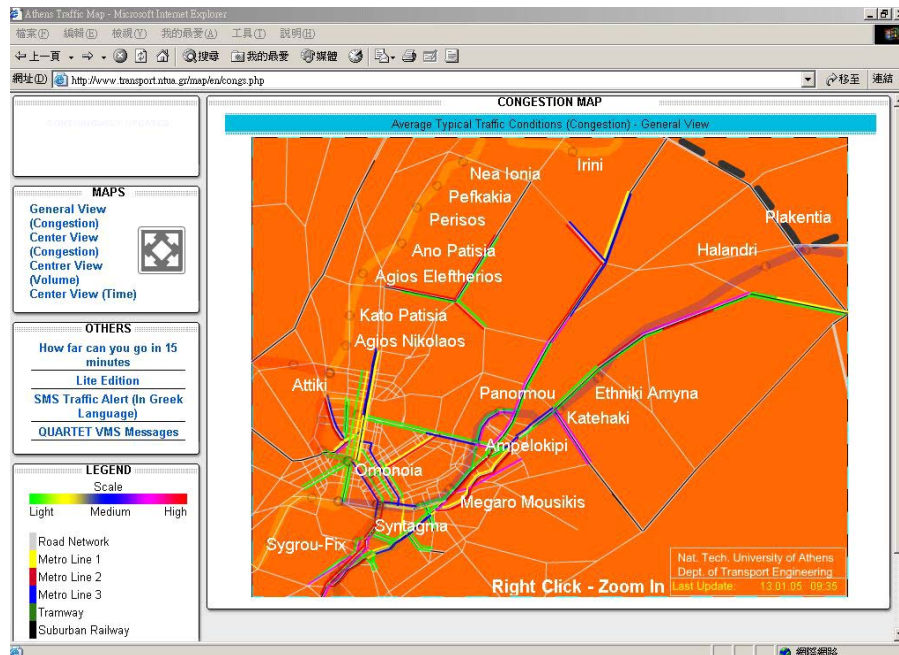 Athens Traffic Map - Microsoft Internet Explorer
檔案(F) 編輯(E) 檢視(V) 我的最愛(A) 工具(T) 說明(H)
上一頁 搜尋 我的最愛 媒體
網址(D) http://www.transport.ntua.gr/map/en/congs.php 移至 連結
MAPS
General View
(Congestion)
Center View
(Congestion)
Centrer View
(Volume)
Center View (Time)
OTHERS
How far can you go in 15
minutes
Lite Edition
SMS Traffic Alert (In Greek
Language)
QUARTET VMS Messages
LEGEND
Scale
Light Medium High
Road Network
Metro Line 1
Metro Line 2
Metro Line 3
Tramway
Suburban Railway
CONGESTION MAP
Average Typical Traffic Conditions (Congestion) - General View
Irini
Nea Ionia
Pefkakia
Perisos
Plakentia
Ano Patisia
Halandri
Agios Eleftherios
Kato Patisia
Agios Nikolaos
Attiki
Panormou
Ethniki Amyna
Katehaki
Ampelokipi
Omonoia
Megaro Mousikis
Syntagma
Sygrou-Fix
Nat. Tech. University of Athens
Dept. of Transport Engineering
Right Click - Zoom In
Last Update: 13.01.05 09:35
網際網路